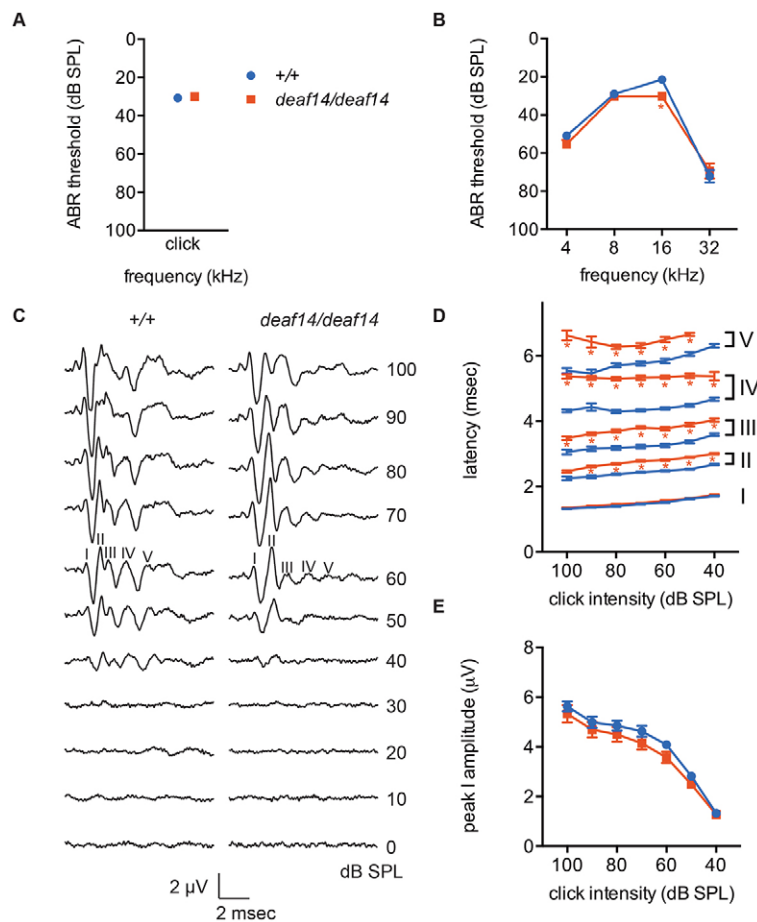 A
0
20
40
60
80
100
ABR threshold (dB SPL)
click
frequency (kHz)
+/+
deaf14/deaf14
B
0
20
40
60
80
100
ABR threshold (dB SPL)
*
4 8 16 32
frequency (kHz)
C
+/+ deaf14/deaf14
100
90
80
70
I II III IV V
I II III IV V
60
50
40
30
20
10
0
dB SPL
2 μV
2 msec
D
6
4
2
0
latency (msec)
* * * * * *
* * * * * * *
* * * * * * *
* * * * * *
V
IV
III
II
I
100 80 60 40
click intensity (dB SPL)
E
8
6
4
2
0
peak I amplitude (μV)
100 80 60 40
click intensity (dB SPL)